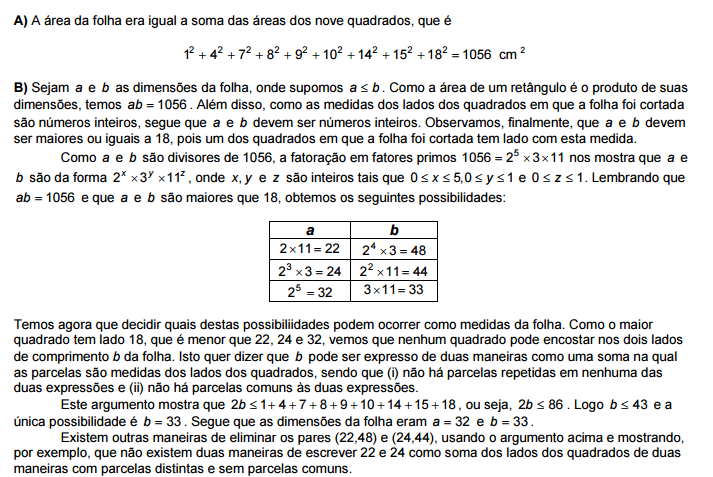 A) A área da folha era igual a soma das áreas dos nove quadrados, que é
1² + 4² + 7² + 8² + 9² + 10² + 14² + 15² + 18² = 1056 cm²
B) Sejam a e b as dimensões da folha, onde supomos a ≤ b. Como a área de um retângulo é o produto de suas
dimensões, temos ab = 1056. Além disso, como as medidas dos lados dos quadrados em que a folha foi cortada
são números inteiros, segue que a e b devem ser números inteiros. Observamos, finalmente, que a e b devem
ser maiores ou iguais a 18, pois um dos quadrados em que a folha foi cortada tem lado com esta medida.
Como a e b são divisores de 1056, a fatoração em fatores primos 1056 = 2⁵ × 3 × 11 nos mostra que a e
b são da forma 2ˣ × 3ʸ × 11ᶻ, onde x, y e z são inteiros tais que 0 ≤ x ≤ 5, 0 ≤ y ≤ 1 e 0 ≤ z ≤ 1. Lembrando que
ab = 1056 e que a e b são maiores que 18, obtemos os seguintes possibilidades:
a b
2 × 11 = 22 2⁴ × 3 = 48
2³ × 3 = 24 2² × 11 = 44
2⁵ = 32 3 × 11 = 33
Temos agora que decidir quais destas possibiliidades podem ocorrer como medidas da folha. Como o maior
quadrado tem lado 18, que é menor que 22, 24 e 32, vemos que nenhum quadrado pode encostar nos dois lados
de comprimento b da folha. Isto quer dizer que b pode ser expresso de duas maneiras como uma soma na qual
as parcelas são medidas dos lados dos quadrados, sendo que (i) não há parcelas repetidas em nenhuma das
duas expressões e (ii) não há parcelas comuns às duas expressões.
Este argumento mostra que 2b ≤ 1 + 4 + 7 + 8 + 9 + 10 + 14 + 15 + 18, ou seja, 2b ≤ 86. Logo b ≤ 43 e a
única possibilidade é b = 33. Segue que as dimensões da folha eram a = 32 e b = 33.
Existem outras maneiras de eliminar os pares (22,48) e (24,44), usando o argumento acima e mostrando,
por exemplo, que não existem duas maneiras de escrever 22 e 24 como soma dos lados dos quadrados de duas
maneiras com parcelas distintas e sem parcelas comuns.